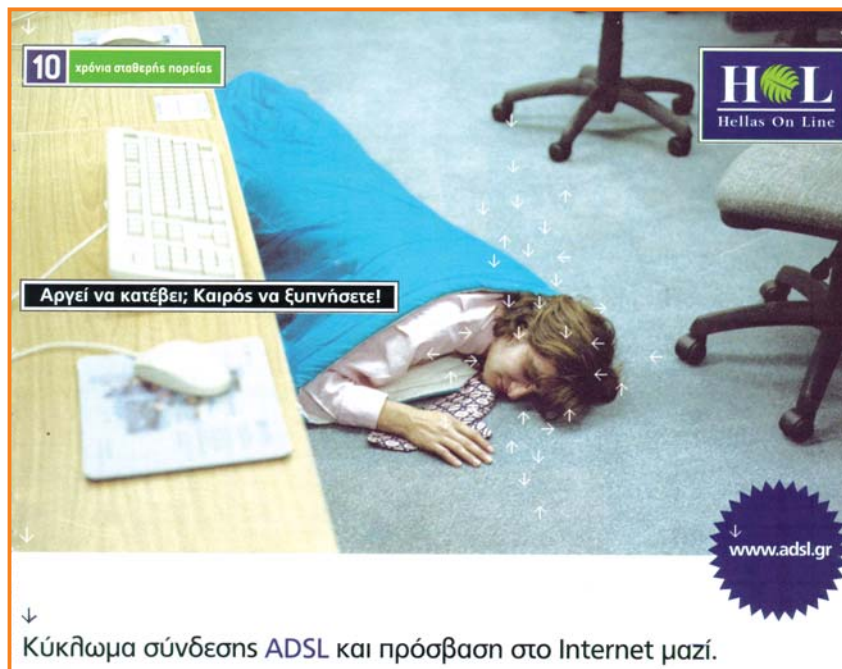 10 χρόνια σταθερής πορείας
H L
Hellas On Line
Αργεί να κατέβει; Καιρός να ξυπνήσετε!
www.adsl.gr
Κύκλωμα σύνδεσης ADSL και πρόσβαση στο Internet μαζί.